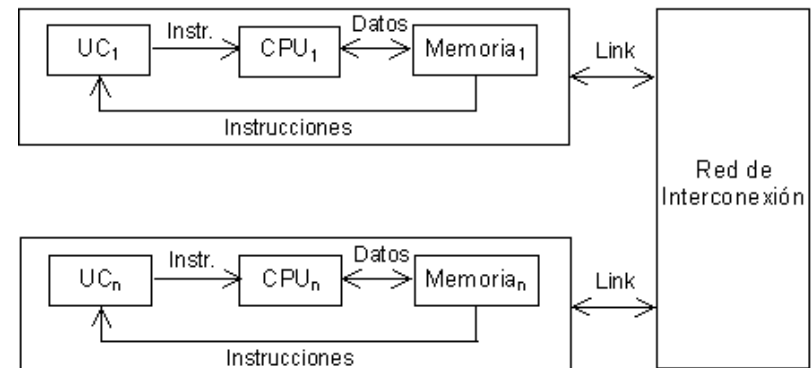 Instr.
Datos
UC1
CPU1
Memoria1
Instrucciones
Link
Red de
Interconexión
Instr.
Datos
UCn
CPUn
Memorian
Instrucciones
Link